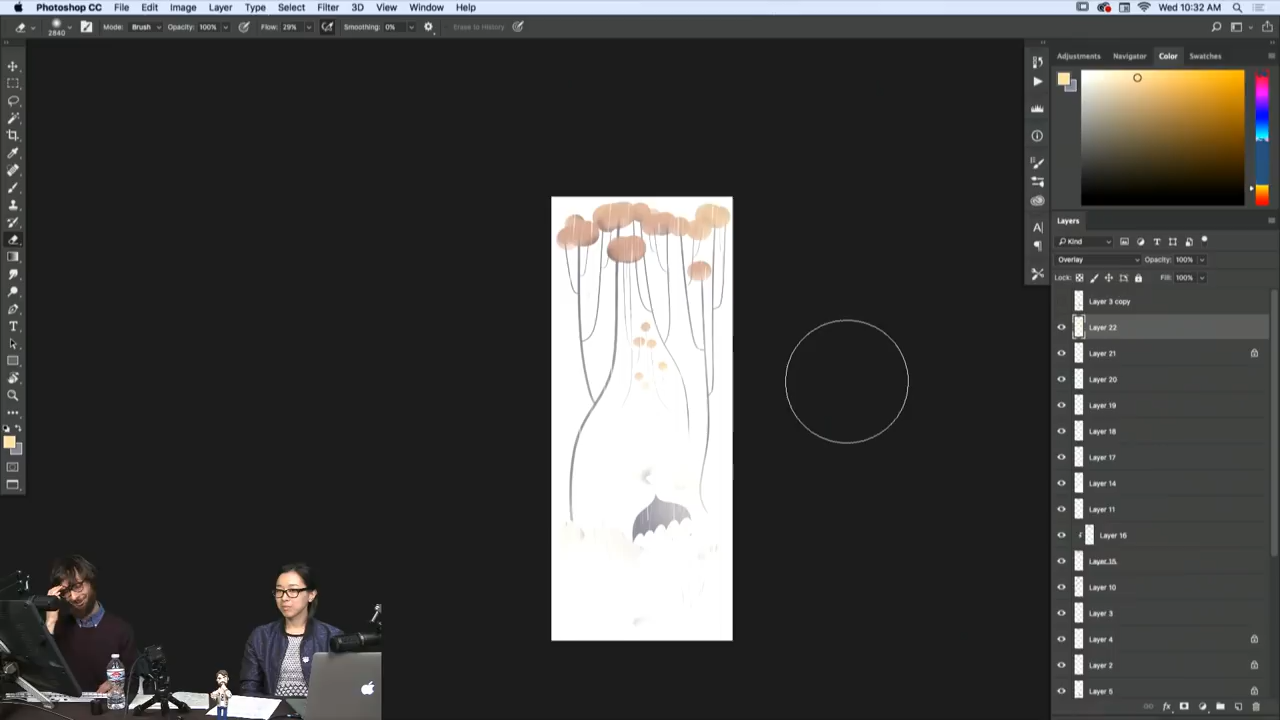 Photoshop CC File Edit Image Layer Type Select Filter 3D View Window Help Wed 10:32 AM
2840 Mode: Brush Opacity: 100% Flow: 29% Smoothing: 0% Erase to History
Adjustments Navigator Color Swatches
Layers
Kind
Overlay Opacity: 100%
Lock: Fill: 100%
Layer 3 copy
Layer 22
Layer 21
Layer 20
Layer 19
Layer 18
Layer 17
Layer 14
Layer 11
Layer 16
Layer 15
Layer 10
Layer 3
Layer 4
Layer 2
Layer 5